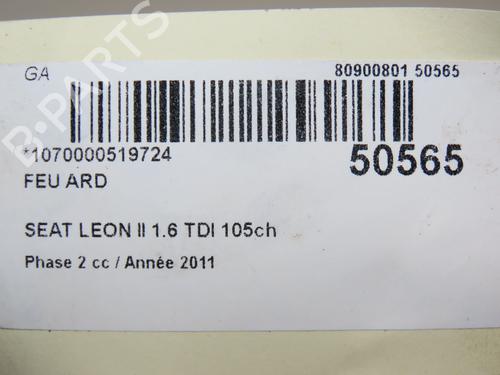 GA 80900801 50565
*1070000519724 50565
FEU ARD
SEAT LEON II 1.6 TDI 105ch
Phase 2 cc / Année 2011
B-PARTS